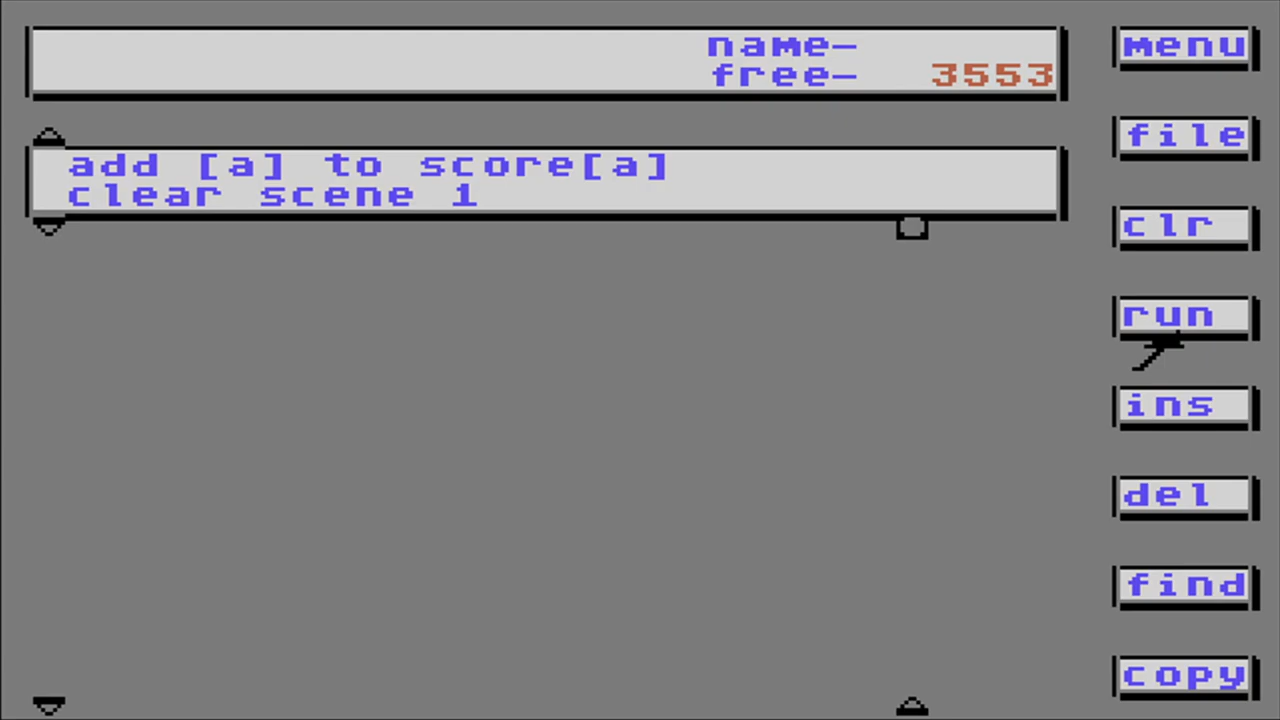 name-
free- 3553
add [a] to score[a]
clear scene 1
menu
file
clr
run
ins
del
find
copy